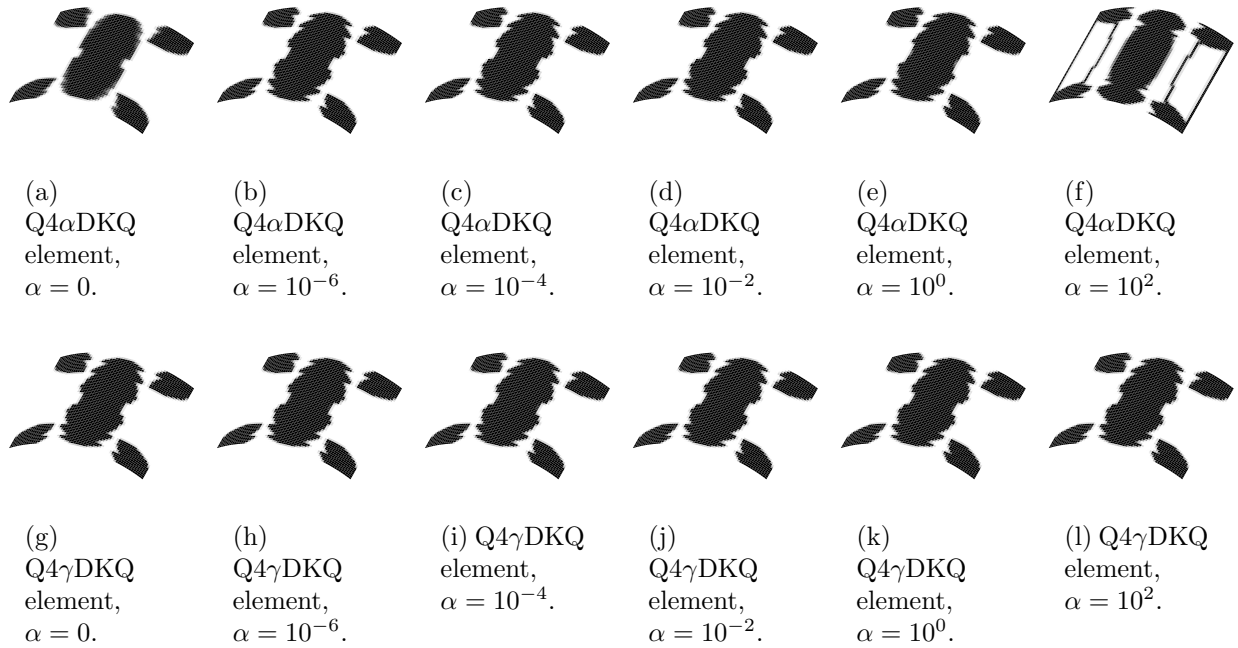 (a)
Q4αDKQ
element,
α = 0.
(b)
Q4αDKQ
element,
α = 10⁻⁶.
(c)
Q4αDKQ
element,
α = 10⁻⁴.
(d)
Q4αDKQ
element,
α = 10⁻².
(e)
Q4αDKQ
element,
α = 10⁰.
(f)
Q4αDKQ
element,
α = 10².
(g)
Q4γDKQ
element,
α = 0.
(h)
Q4γDKQ
element,
α = 10⁻⁶.
(i) Q4γDKQ
element,
α = 10⁻⁴.
(j)
Q4γDKQ
element,
α = 10⁻².
(k)
Q4γDKQ
element,
α = 10⁰.
(l) Q4γDKQ
element,
α = 10².